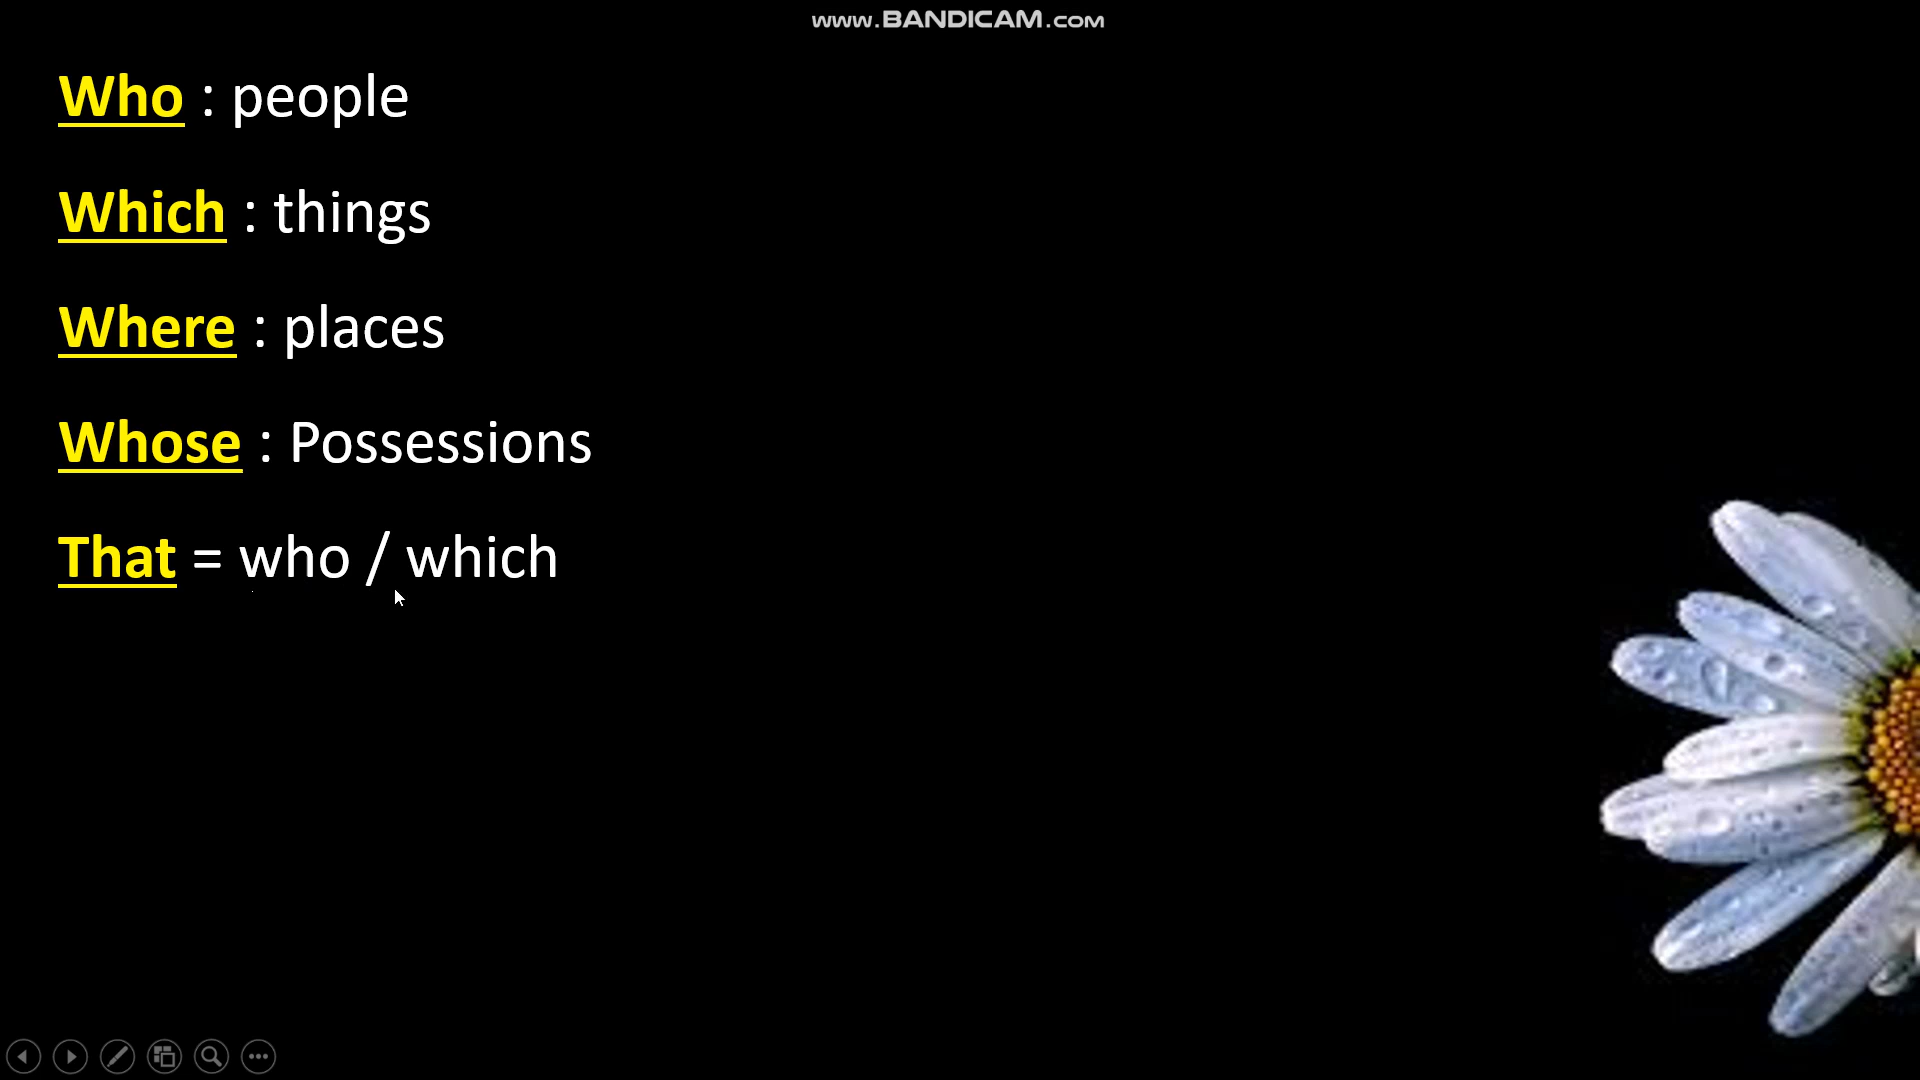 www.BANDICAM.com
Who : people
Which : things
Where : places
Whose : Possessions
That = who / which